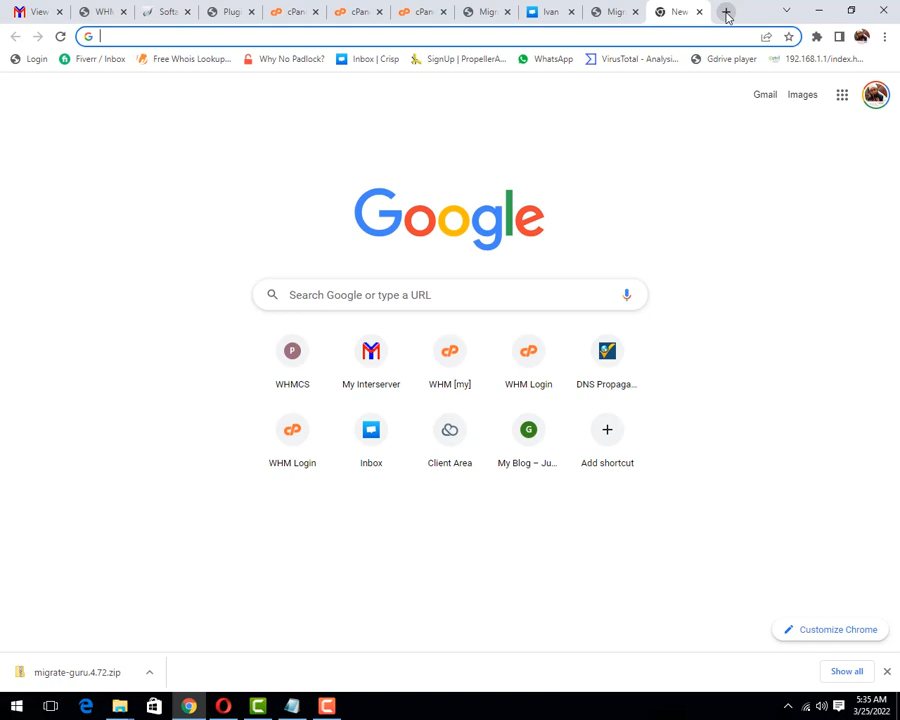 View WHM Softa Plugi cPan cPan cPan Migr Ivan Migr New
Login Fiverr / Inbox Free Whois Lookup... Why No Padlock? Inbox | Crisp SignUp | PropellerA... WhatsApp VirusTotal - Analysi... Gdrive player 192.168.1.1/index.h...
Gmail Images
Google
Search Google or type a URL
WHMCS My Interserver WHM [my] WHM Login DNS Propaga...
WHM Login Inbox Client Area My Blog – Ju... Add shortcut
Customize Chrome
migrate-guru.4.72.zip Show all
5:35 AM
3/25/2022